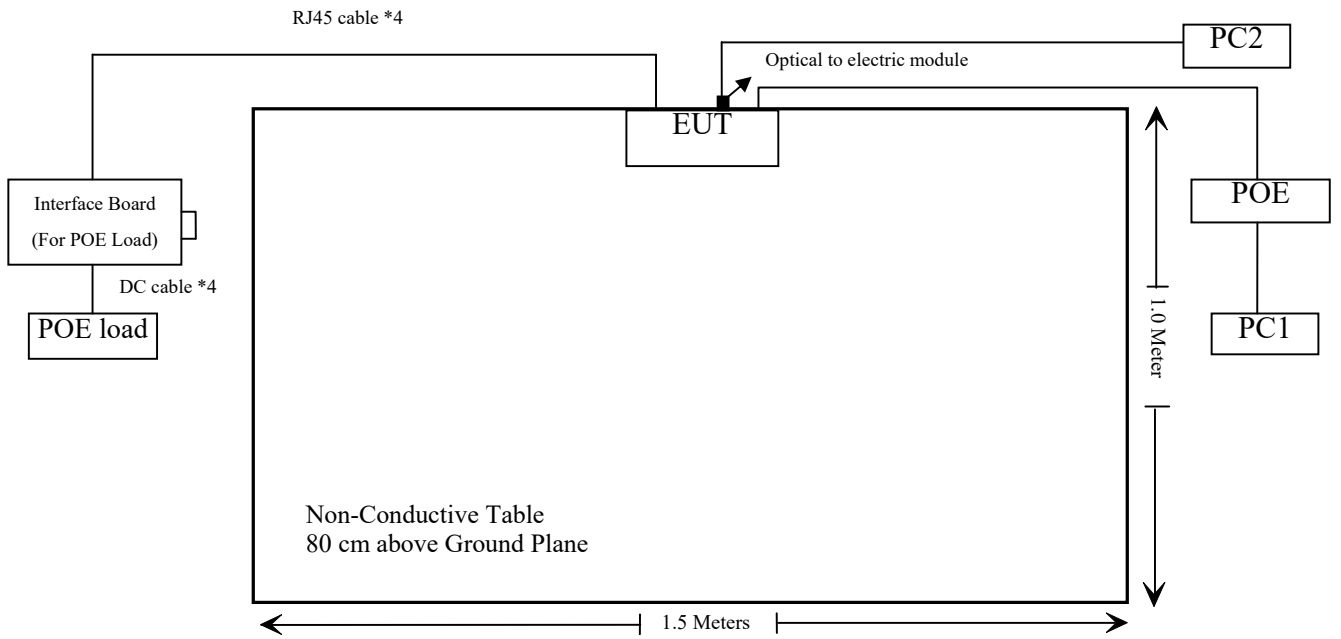 RJ45 cable *4
PC2
Optical to electric module
EUT
POE
Interface Board
(For POE Load)
DC cable *4
POE load
PC1
1.0 Meter
Non-Conductive Table
80 cm above Ground Plane
1.5 Meters